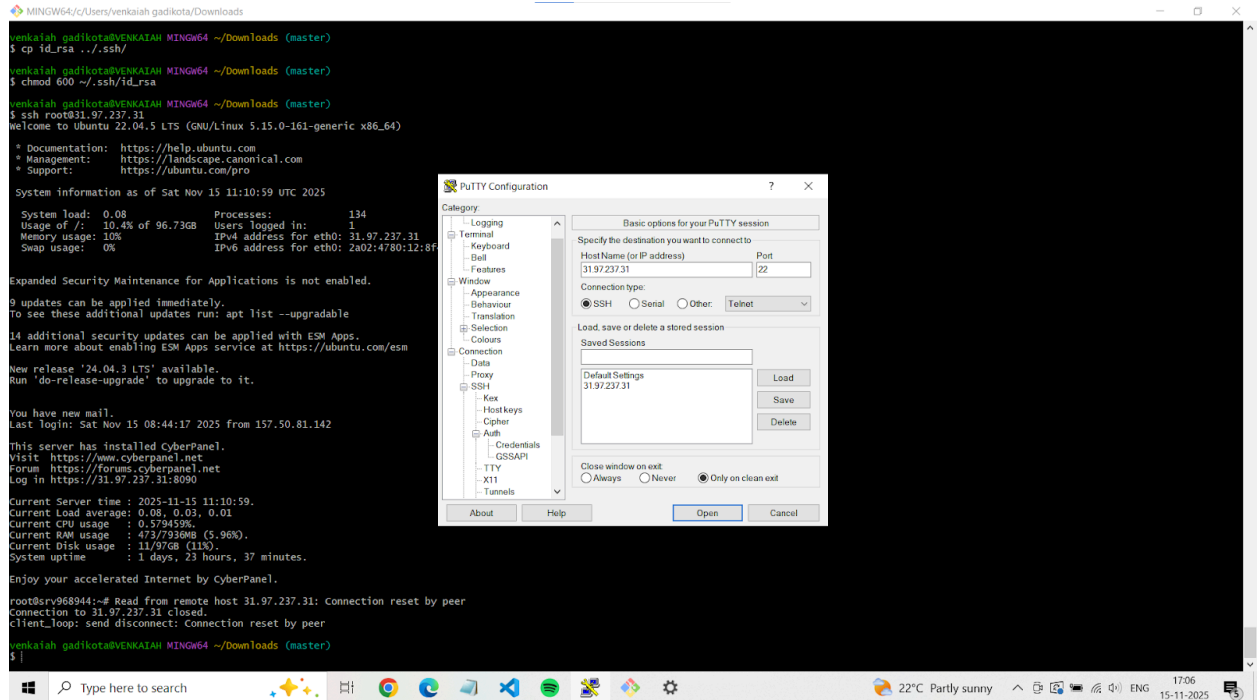 MINGW64:/c/Users/venkaiah gadikota/Downloads
venkaiah gadikota@VENKAIAH MINGW64 ~/Downloads (master)
$ cp id_rsa ../.ssh/
venkaiah gadikota@VENKAIAH MINGW64 ~/Downloads (master)
$ chmod 600 ~/.ssh/id_rsa
venkaiah gadikota@VENKAIAH MINGW64 ~/Downloads (master)
$ ssh root@31.97.237.31
Welcome to Ubuntu 22.04.5 LTS (GNU/Linux 5.15.0-161-generic x86_64)
* Documentation: https://help.ubuntu.com
* Management: https://landscape.canonical.com
* Support: https://ubuntu.com/pro
System information as of Sat Nov 15 11:10:59 UTC 2025
System load: 0.08 Processes: 134
Usage of /: 10.4% of 96.73GB Users logged in: 1
Memory usage: 10% IPv4 address for eth0: 31.97.237.31
Swap usage: 0% IPv6 address for eth0: 2a02:4780:12:8f
Expanded Security Maintenance for Applications is not enabled.
9 updates can be applied immediately.
To see these additional updates run: apt list --upgradable
14 additional security updates can be applied with ESM Apps.
Learn more about enabling ESM Apps service at https://ubuntu.com/esm
New release '24.04.3 LTS' available.
Run 'do-release-upgrade' to upgrade to it.
You have new mail.
Last login: Sat Nov 15 08:44:17 2025 from 157.50.81.142
This server has installed CyberPanel.
Visit https://www.cyberpanel.net
Forum https://forums.cyberpanel.net
Log in https://31.97.237.31:8090
Current Server time : 2025-11-15 11:10:59.
Current Load average: 0.08, 0.03, 0.01
Current CPU usage : 0.579459%.
Current RAM usage : 473/7936MB (5.96%).
Current Disk usage : 11/97GB (11%).
System uptime : 1 days, 23 hours, 37 minutes.
Enjoy your accelerated Internet by CyberPanel.
root@srv968944:~# Read from remote host 31.97.237.31: Connection reset by peer
Connection to 31.97.237.31 closed.
client_loop: send disconnect: Connection reset by peer
venkaiah gadikota@VENKAIAH MINGW64 ~/Downloads (master)
$
PuTTY Configuration
?
Category:
Logging
Terminal
Keyboard
Bell
Features
Window
Appearance
Behaviour
Translation
Selection
Colours
Connection
Data
Proxy
SSH
Kex
Host keys
Cipher
Auth
Credentials
GSSAPI
TTY
X11
Tunnels
Basic options for your PuTTY session
Specify the destination you want to connect to
Host Name (or IP address) Port
31.97.237.31 22
Connection type:
SSH Serial Other: Telnet
Load, save or delete a stored session
Saved Sessions
Default Settings
31.97.237.31
Load
Save
Delete
Close window on exit:
Always Never Only on clean exit
About Help Open Cancel
Type here to search
22°C Partly sunny
ENG
17:06
15-11-2025
5